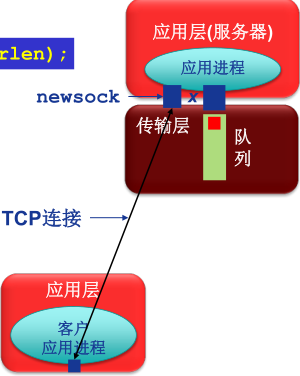 应用层(服务器)
rlen);
应用进程
newsock
x
传输层
队
列
TCP连接
应用层
客户
应用进程